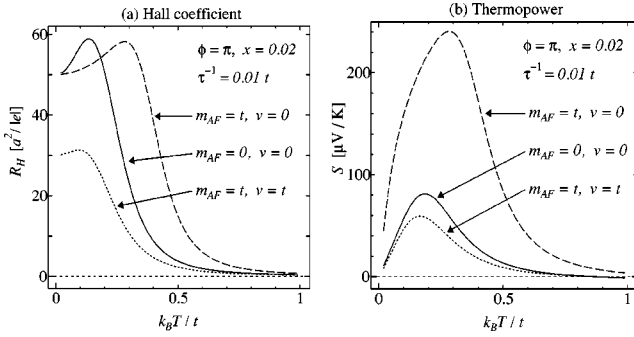 (a) Hall coefficient
R_H [a²/|e|]
60
40
20
0
ϕ = π, x = 0.02
τ⁻¹ = 0.01 t
m_AF = t, v = 0
m_AF = 0, v = 0
m_AF = t, v = t
0
0.5
1
k_B T / t
(b) Thermopower
S [μV / K]
200
100
0
ϕ = π, x = 0.02
τ⁻¹ = 0.01 t
m_AF = t, v = 0
m_AF = 0, v = 0
m_AF = t, v = t
0
0.5
1
k_B T / t